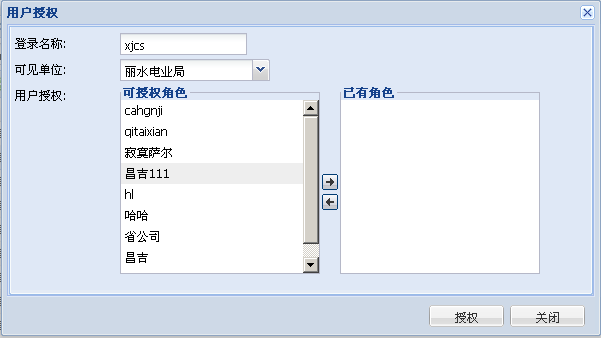 用户授权
登录名称: xjcs
可见单位: 丽水电业局
用户授权: 可授权角色 已有角色
cahgnji
qitaixian
寂寞萨尔
昌吉111
hl
哈哈
省公司
昌吉
授权 关闭